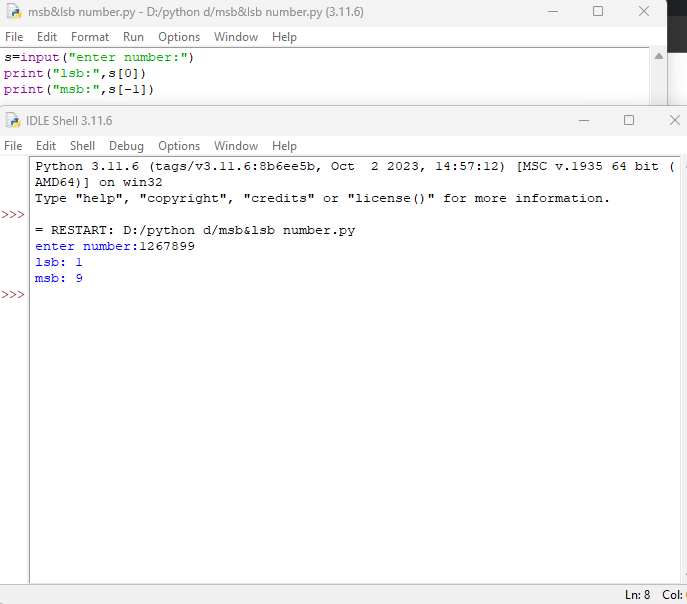 msb&lsb number.py - D:/python d/msb&lsb number.py (3.11.6)
File Edit Format Run Options Window Help
s=input("enter number:")
print("lsb:",s[0])
print("msb:",s[-1])
IDLE Shell 3.11.6
File Edit Shell Debug Options Window Help
Python 3.11.6 (tags/v3.11.6:8b6ee5b, Oct  2 2023, 14:57:12) [MSC v.1935 64 bit (
AMD64)] on win32
Type "help", "copyright", "credits" or "license()" for more information.
>>>
= RESTART: D:/python d/msb&lsb number.py
enter number:1267899
lsb: 1
msb: 9
>>>
Ln: 8 Col: